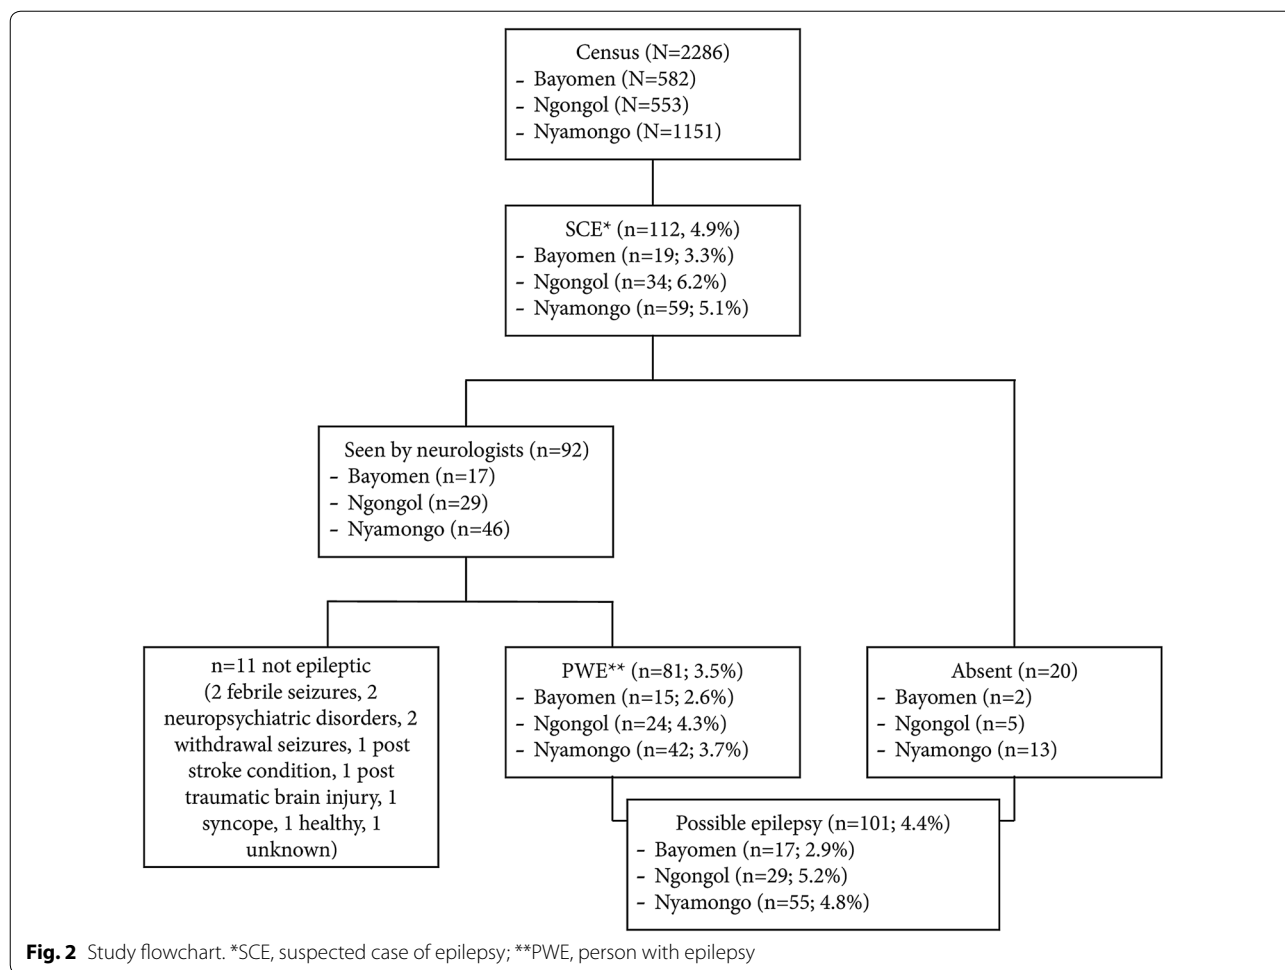 Census (N=2286)
- Bayomen (N=582)
- Ngongol (N=553)
- Nyamongo (N=1151)
SCE* (n=112, 4.9%)
- Bayomen (n=19; 3.3%)
- Ngongol (n=34; 6.2%)
- Nyamongo (n=59; 5.1%)
Seen by neurologists (n=92)
- Bayomen (n=17)
- Ngongol (n=29)
- Nyamongo (n=46)
n=11 not epileptic
(2 febrile seizures, 2
neuropsychiatric disorders, 2
withdrawal seizures, 1 post
stroke condition, 1 post
traumatic brain injury, 1
syncope, 1 healthy, 1
unknown)
PWE** (n=81; 3.5%)
- Bayomen (n=15; 2.6%)
- Ngongol (n=24; 4.3%)
- Nyamongo (n=42; 3.7%)
Absent (n=20)
- Bayomen (n=2)
- Ngongol (n=5)
- Nyamongo (n=13)
Possible epilepsy (n=101; 4.4%)
- Bayomen (n=17; 2.9%)
- Ngongol (n=29; 5.2%)
- Nyamongo (n=55; 4.8%)
Fig. 2 Study flowchart. *SCE, suspected case of epilepsy; **PWE, person with epilepsy